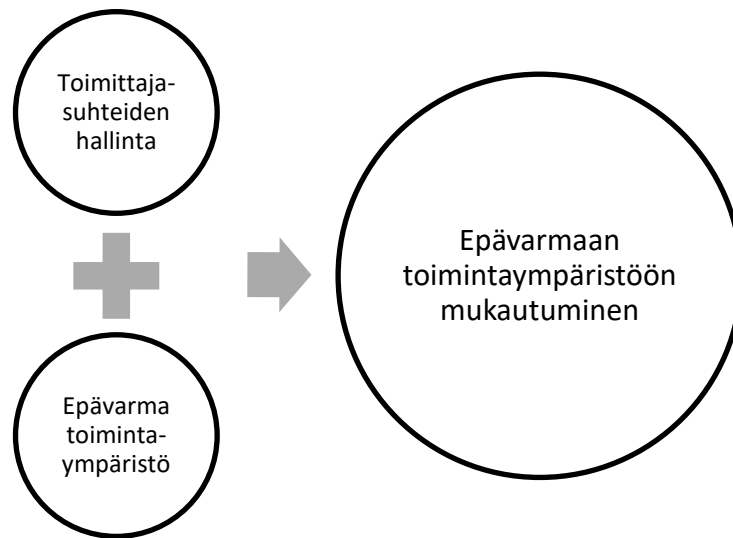 Toimittaja-
suhteiden
hallinta
Epävarma
toiminta-
ympäristö
Epävarmaan
toimintaympäristöön
mukautuminen